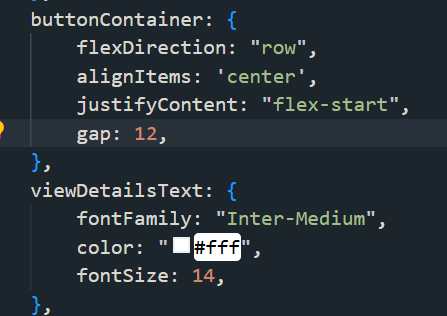 buttonContainer: {
flexDirection: "row",
alignItems: 'center',
justifyContent: "flex-start",
gap: 12,
},
viewDetailsText: {
fontFamily: "Inter-Medium",
color: "#fff",
fontSize: 14,
},